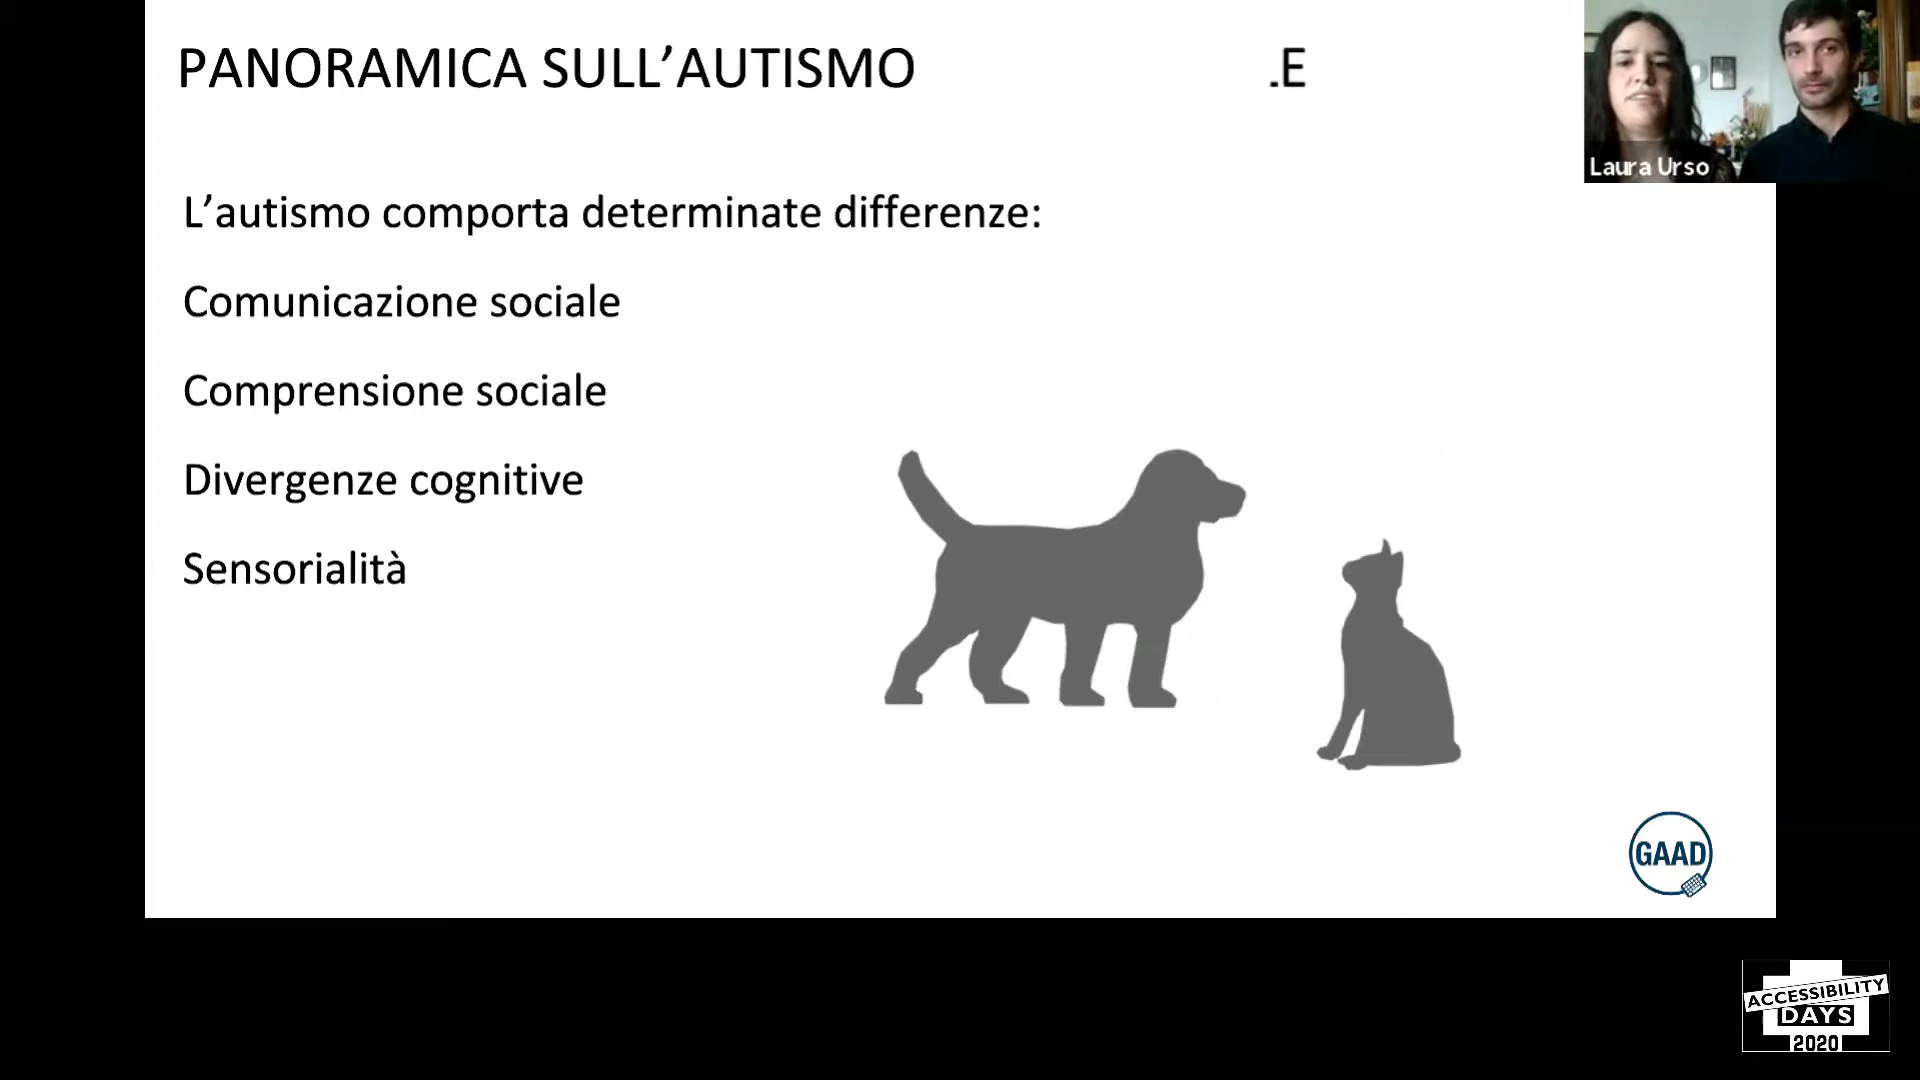 PANORAMICA SULL’AUTISMO
.E
Laura Urso
L’autismo comporta determinate differenze:
Comunicazione sociale
Comprensione sociale
Divergenze cognitive
Sensorialità
GAAD
ACCESSIBILITY
DAYS
2020